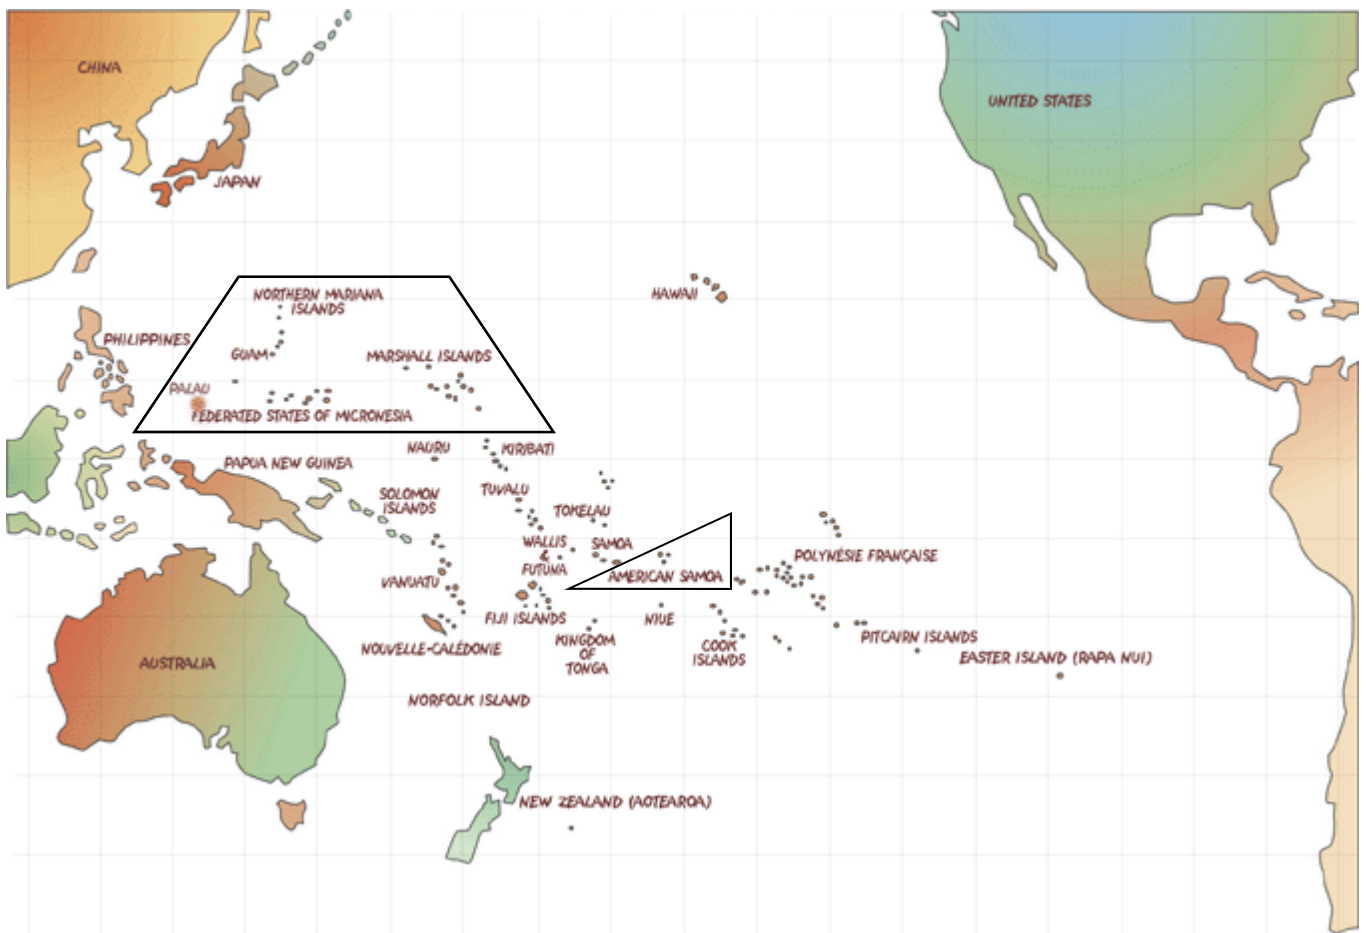 CHINA
UNITED STATES
JAPAN
NORTHERN MARIANA
ISLANDS
HAWAII
PHILIPPINES
GUAM
MARSHALL ISLANDS
PALAU
FEDERATED STATES OF MICRONESIA
NAURU
KIRIBATI
PAPUA NEW GUINEA
TUVALU
SOLOMON
ISLANDS
TOKELAU
WALLIS
&
FUTUNA
SAMOA
POLYNÉSIE FRANÇAISE
AMERICAN SAMOA
VANUATU
FIJI ISLANDS
NIUE
NOUVELLE-CALÉDONIE
KINGDOM
OF
TONGA
COOK
ISLANDS
PITCAIRN ISLANDS
EASTER ISLAND (RAPA NUI)
AUSTRALIA
NORFOLK ISLAND
NEW ZEALAND (AOTEAROA)